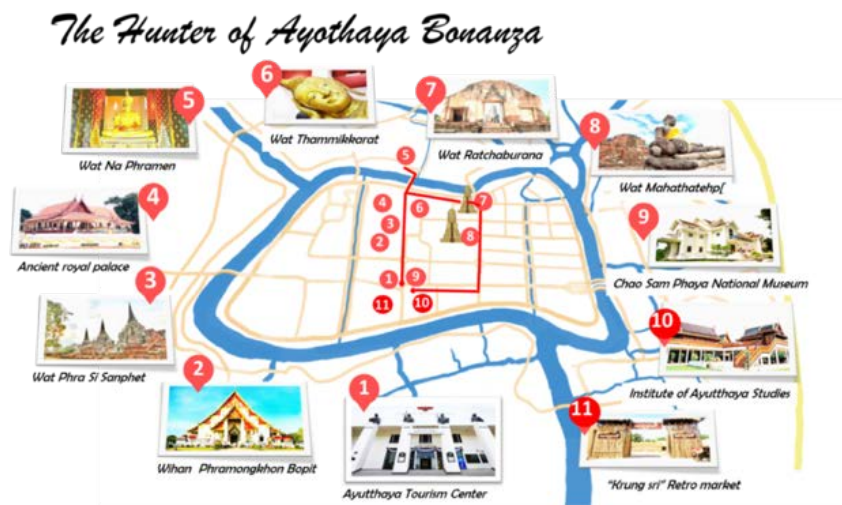 The Hunter of Ayothaya Bonanza
6
7
5
8
Wat Thammikkarat
Wat Ratchaburana
Wat Na Phramen
5
Wat Mahathatehp[
4
4
6
7
9
3
8
2
Ancient royal palace
3
1
9
Chao Sam Phaya National Museum
11
10
10
Wat Phra Si Sanphet
2
1
Institute of Ayutthaya Studies
11
Wihan Phramongkhon Bopit
Ayutthaya Tourism Center
"Krung sri" Retro market